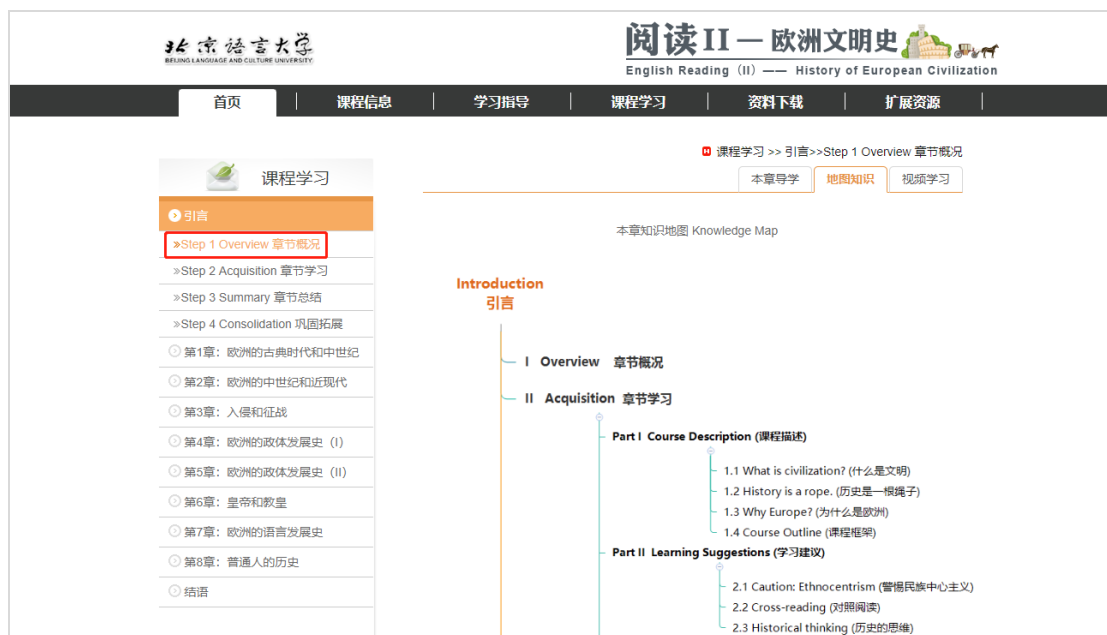 北京语言大学
BEIJING LANGUAGE AND CULTURE UNIVERSITY
阅读II — 欧洲文明史
English Reading（II）—— History of European Civilization
首页 课程信息 学习指导 课程学习 资料下载 扩展资源
课程学习 >> 引言>>Step 1 Overview 章节概况
本章导学 地图知识 视频学习
课程学习
引言
»Step 1 Overview 章节概况
»Step 2 Acquisition 章节学习
»Step 3 Summary 章节总结
»Step 4 Consolidation 巩固拓展
第1章：欧洲的古典时代和中世纪
第2章：欧洲的中世纪和近现代
第3章：入侵和征战
第4章：欧洲的政体发展史（I）
第5章：欧洲的政体发展史（II）
第6章：皇帝和教皇
第7章：欧洲的语言发展史
第8章：普通人的历史
结语
本章知识地图 Knowledge Map
Introduction
引言
I Overview 章节概况
II Acquisition 章节学习
Part I Course Description (课程描述)
1.1 What is civilization? (什么是文明)
1.2 History is a rope. (历史是一根绳子)
1.3 Why Europe? (为什么是欧洲)
1.4 Course Outline (课程框架)
Part II Learning Suggestions (学习建议)
2.1 Caution: Ethnocentrism (警惕民族中心主义)
2.2 Cross-reading (对照阅读)
2.3 Historical thinking (历史的思维)